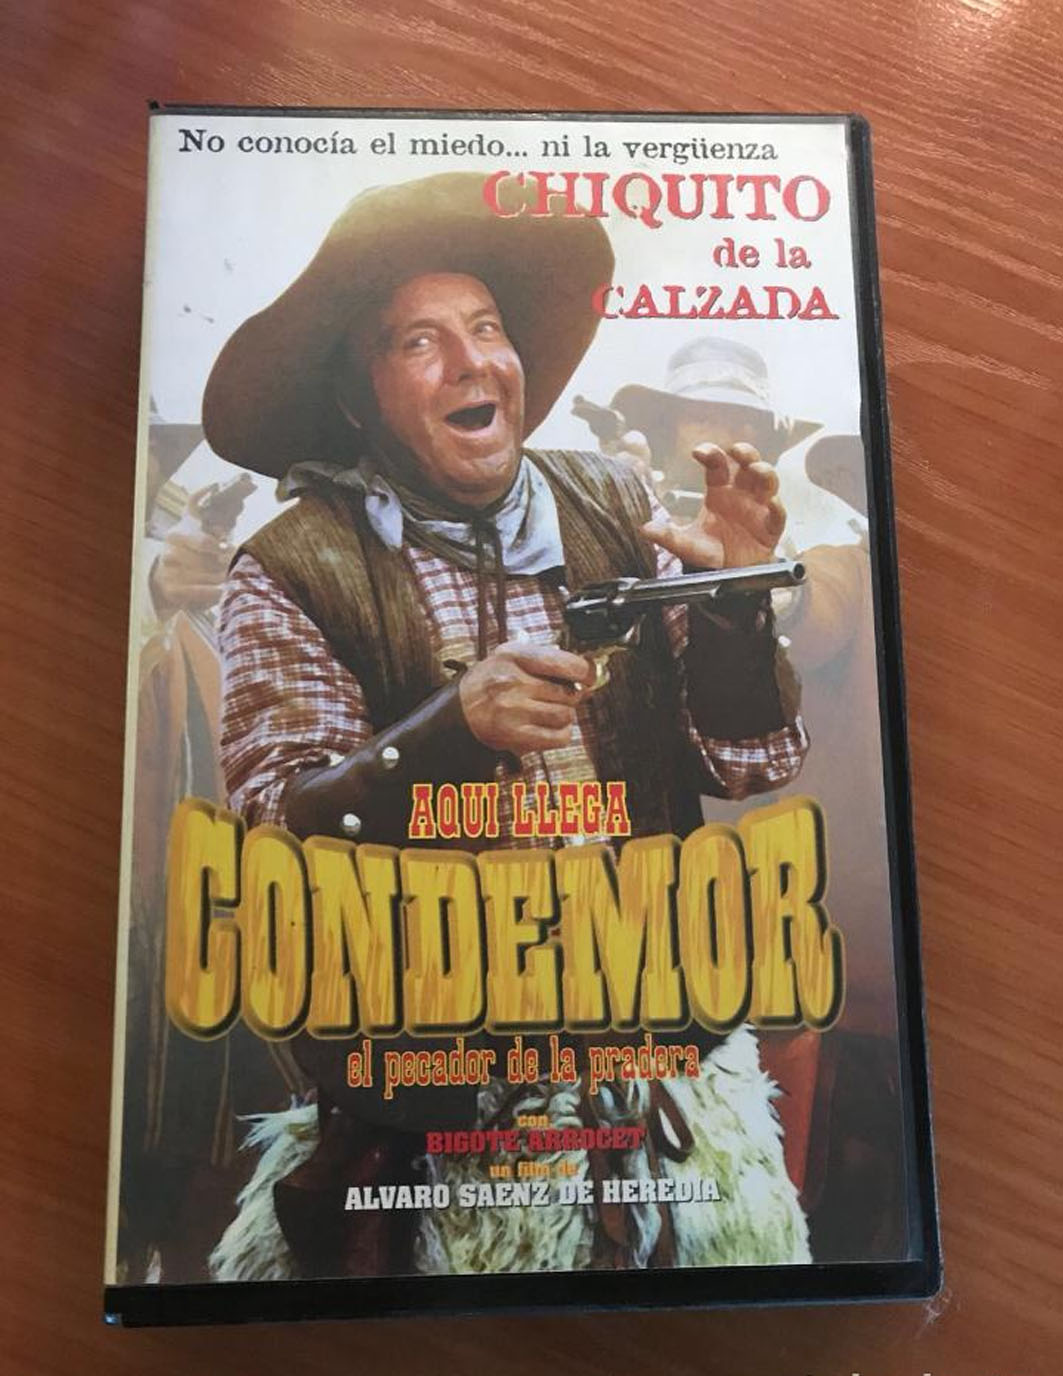 No conocía el miedo... ni la vergüenza
CHIQUITO
de la
CALZADA
AQUI LLEGA
CONDEMOR
el pecador de la pradera
con
BIGOTE ARROCET
un film de
ALVARO SAENZ DE HEREDIA